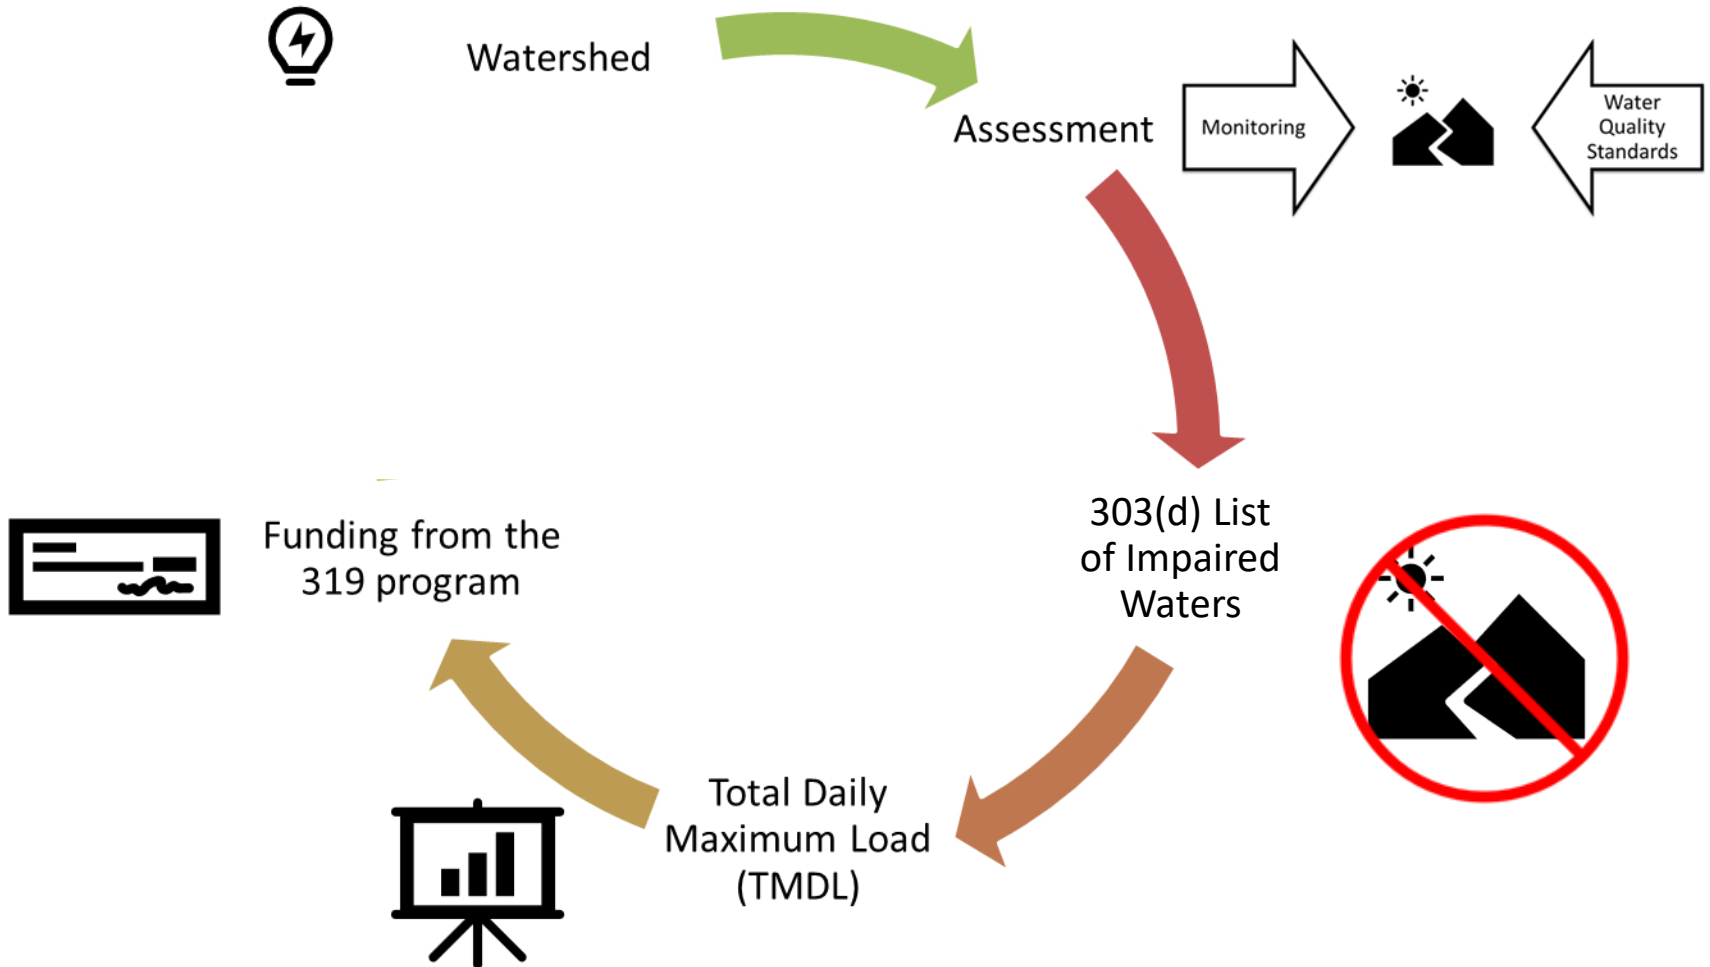 Watershed
Assessment
Monitoring
Water
Quality
Standards
303(d) List
of Impaired
Waters
Total Daily
Maximum Load
(TMDL)
Funding from the
319 program